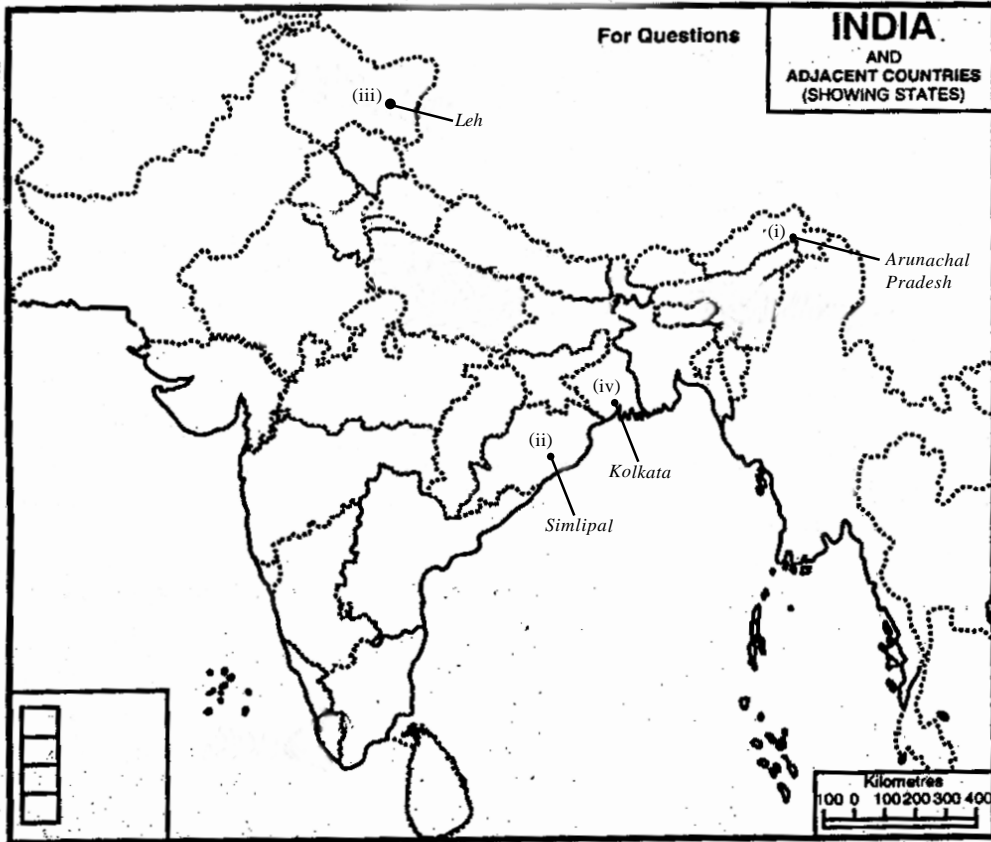 For Questions
INDIA
AND
ADJACENT COUNTRIES
(SHOWING STATES)
(iii)
Leh
(i)
Arunachal
Pradesh
(iv)
Kolkata
(ii)
Simlipal
Kilometres
100 0 100 200 300 400